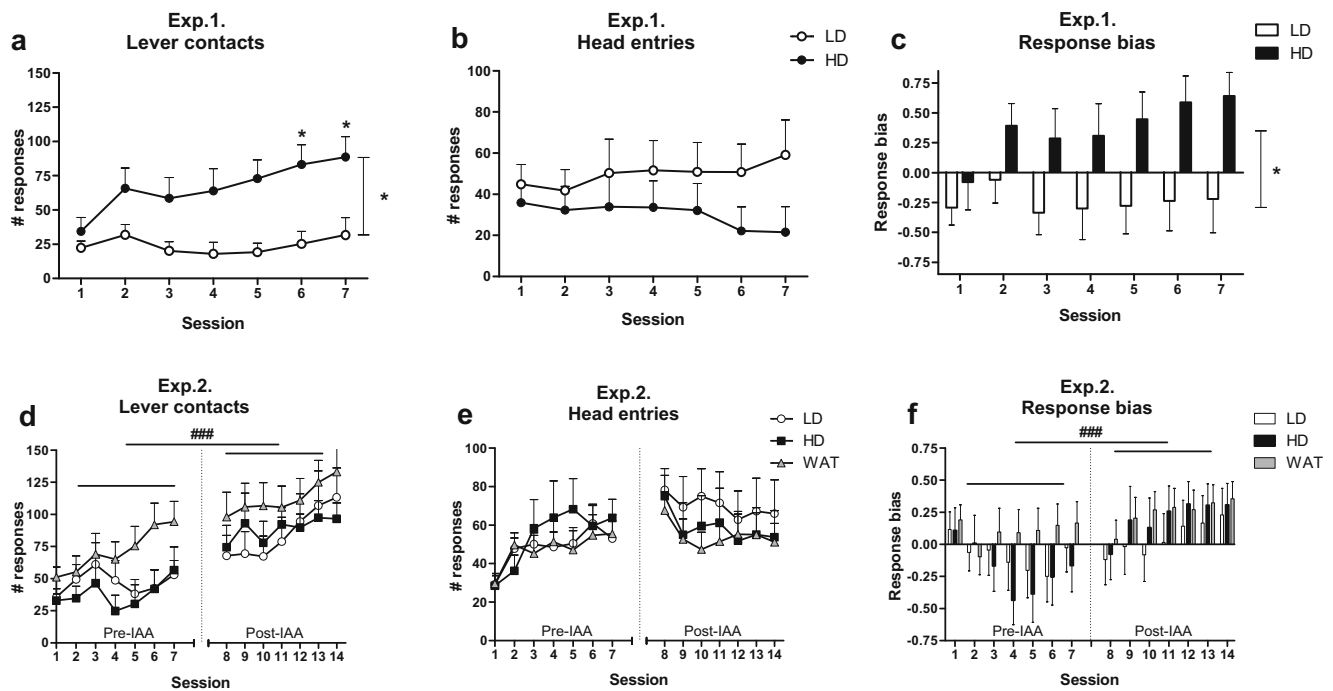 a
Exp.1.
Lever contacts
# responses
150
125
100
75
50
25
0
*
*
*
1 2 3 4 5 6 7
Session
b
Exp.1.
Head entries
LD
HD
# responses
100
80
60
40
20
0
1 2 3 4 5 6 7
Session
c
Exp.1.
Response bias
LD
HD
Response bias
0.75
0.50
0.25
0.00
-0.25
-0.50
-0.75
*
1 2 3 4 5 6 7
Session
d
Exp.2.
Lever contacts
###
# responses
150
125
100
75
50
25
0
Pre-IAA
Post-IAA
1 2 3 4 5 6 7 8 9 10 11 12 13 14
Session
e
Exp.2.
Head entries
LD
HD
WAT
# responses
100
80
60
40
20
0
Pre-IAA
Post-IAA
1 2 3 4 5 6 7 8 9 10 11 12 13 14
Session
f
Exp.2.
Response bias
###
LD
HD
WAT
Response bias
0.75
0.50
0.25
0.00
-0.25
-0.50
-0.75
Pre-IAA
Post-IAA
1 2 3 4 5 6 7 8 9 10 11 12 13 14
Session